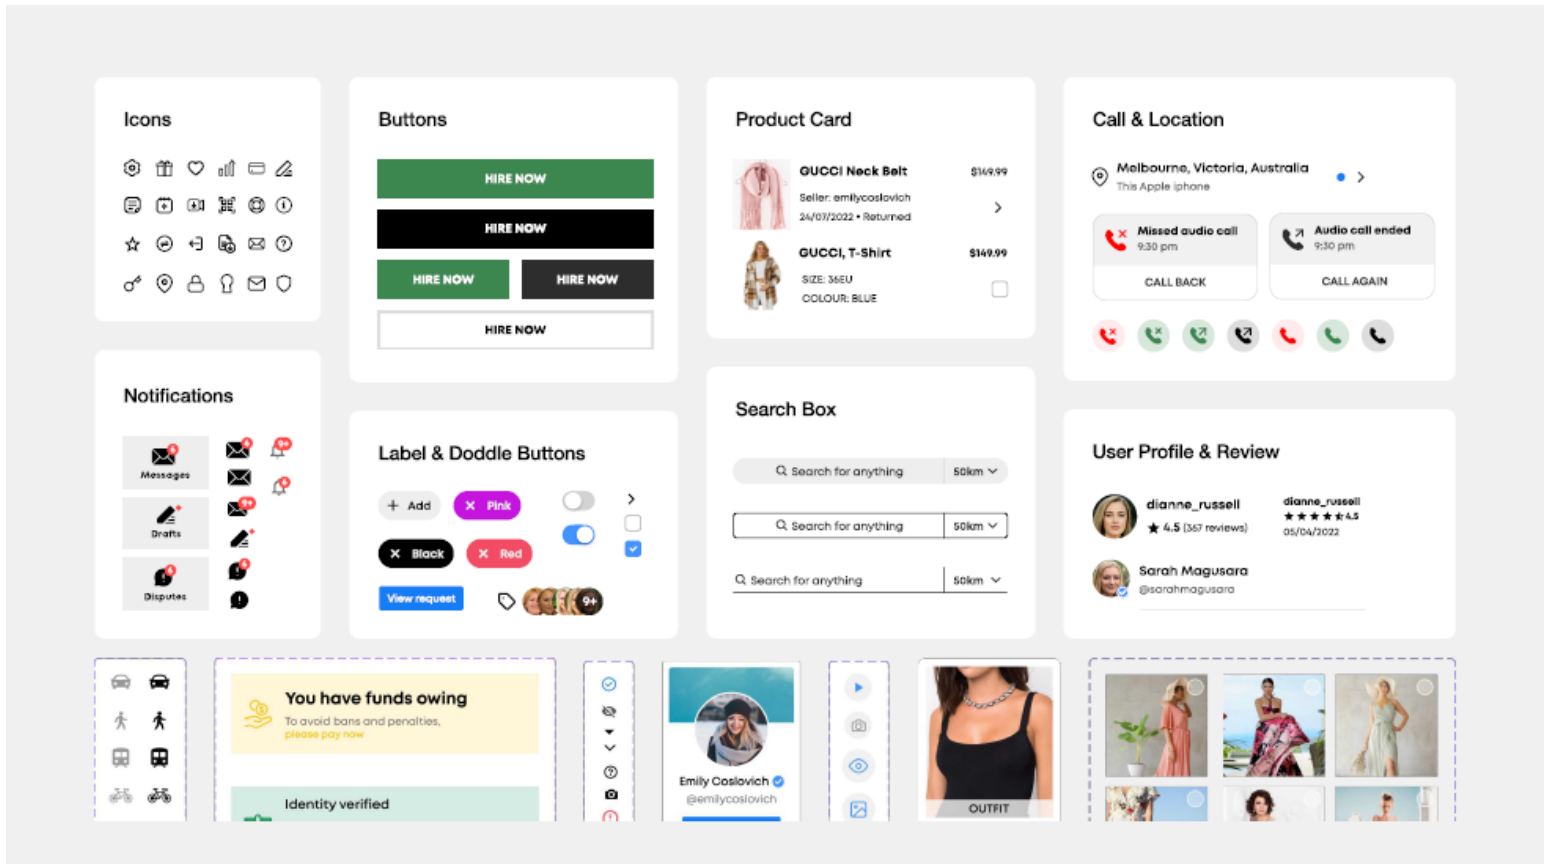 Icons
Buttons
HIRE NOW
HIRE NOW
HIRE NOW
HIRE NOW
HIRE NOW
Product Card
GUCCI Neck Belt
$149.99
Seller: emilycoslovich
24/07/2022 • Returned
GUCCI, T-Shirt
$149.99
SIZE: 36EU
COLOUR: BLUE
Call & Location
Melbourne, Victoria, Australia
This Apple iphone
Missed audio call
9:30 pm
CALL BACK
Audio call ended
9:30 pm
CALL AGAIN
Notifications
Messages
9+
Drafts
9+
Disputes
Label & Doddle Buttons
Add
Pink
Black
Red
View request
9+
Search Box
Search for anything
50km
Search for anything
50km
Search for anything
50km
User Profile & Review
dianne_russell
4.5 (367 reviews)
dianne_russell
4.5
05/04/2022
Sarah Magusara
@sarahmagusara
You have funds owing
To avoid bans and penalties,
please pay now
Identity verified
Emily Coslovich
@emilycoslovich
OUTFIT